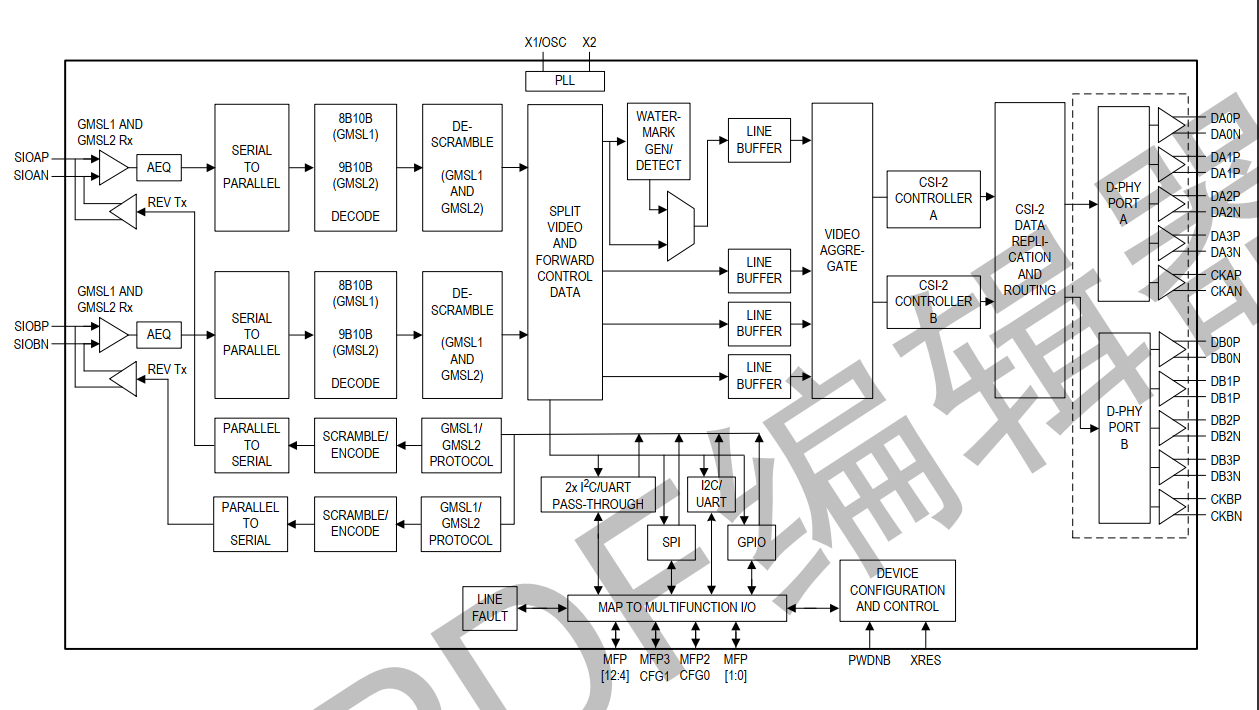 X1/OSC X2
PLL
GMSL1 AND
GMSL2 Rx
SIOAP
SIOAN
AEQ
REV Tx
SERIAL
TO
PARALLEL
8B10B
(GMSL1)
9B10B
(GMSL2)
DECODE
DE-
SCRAMBLE
(GMSL1
AND
GMSL2)
GMSL1 AND
GMSL2 Rx
SIOBP
SIOBN
AEQ
REV Tx
SERIAL
TO
PARALLEL
8B10B
(GMSL1)
9B10B
(GMSL2)
DECODE
DE-
SCRAMBLE
(GMSL1
AND
GMSL2)
SPLIT
VIDEO
AND
FORWARD
CONTROL
DATA
WATER-
MARK
GEN/
DETECT
LINE
BUFFER
LINE
BUFFER
LINE
BUFFER
LINE
BUFFER
VIDEO
AGGRE-
GATE
CSI-2
CONTROLLER
A
CSI-2
CONTROLLER
B
CSI-2
DATA
REPLI-
CATION
AND
ROUTING
D-PHY
PORT
A
D-PHY
PORT
B
DA0P
DA0N
DA1P
DA1P
DA2P
DA2N
DA3P
DA3N
CKAP
CKAN
DB0P
DB0N
DB1P
DB1P
DB2P
DB2N
DB3P
DB3N
CKBP
CKBN
PARALLEL
TO
SERIAL
SCRAMBLE/
ENCODE
GMSL1/
GMSL2
PROTOCOL
PARALLEL
TO
SERIAL
SCRAMBLE/
ENCODE
GMSL1/
GMSL2
PROTOCOL
2x I2C/UART
PASS-THROUGH
I2C/
UART
SPI
GPIO
LINE
FAULT
MAP TO MULTIFUNCTION I/O
DEVICE
CONFIGURATION
AND CONTROL
MFP
[12:4]
MFP3
CFG1
MFP2
CFG0
MFP
[1:0]
PWDNB XRES
PDF编辑器